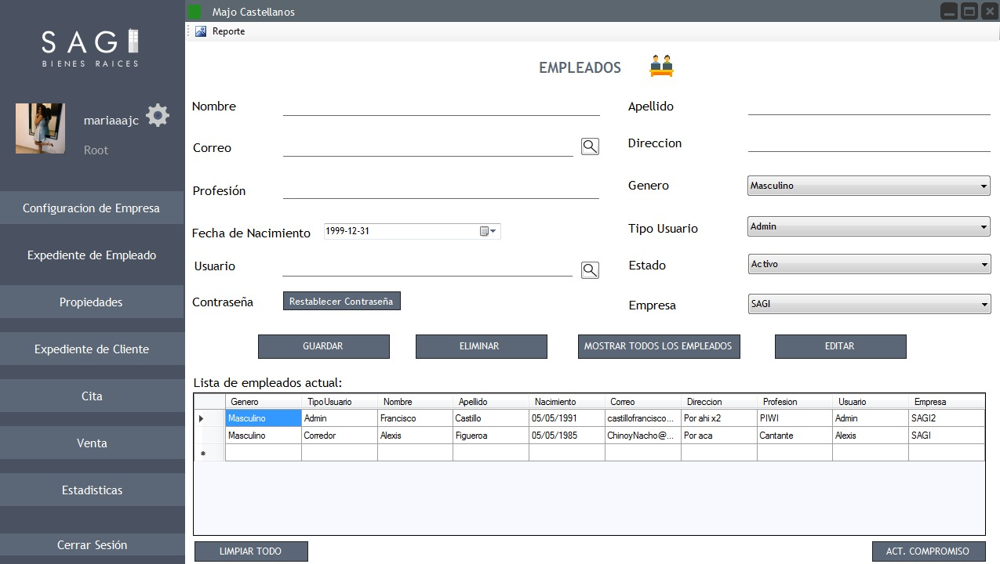 SAGI
BIENES RAICES
mariaaajc
Root
Configuracion de Empresa
Expediente de Empleado
Propiedades
Expediente de Cliente
Cita
Venta
Estadisticas
Cerrar Sesión
Majo Castellanos
Reporte
EMPLEADOS
Nombre
Apellido
Correo
Direccion
Profesión
Genero Masculino
Fecha de Nacimiento 1999-12-31
Tipo Usuario Admin
Usuario
Estado Activo
Contraseña Restablecer Contraseña
Empresa SAGI
GUARDAR ELIMINAR MOSTRAR TODOS LOS EMPLEADOS EDITAR
Lista de empleados actual:
Genero TipoUsuario Nombre Apellido Nacimiento Correo Direccion Profesion Usuario Empresa
Masculino Admin Francisco Castillo 05/05/1991 castillofrancisco... Por ahi x2 PIWI Admin SAGI2
Masculino Corredor Alexis Figueroa 05/05/1985 ChinoyNacho@... Por aca Cantante Alexis SAGI
LIMPIAR TODO ACT. COMPROMISO